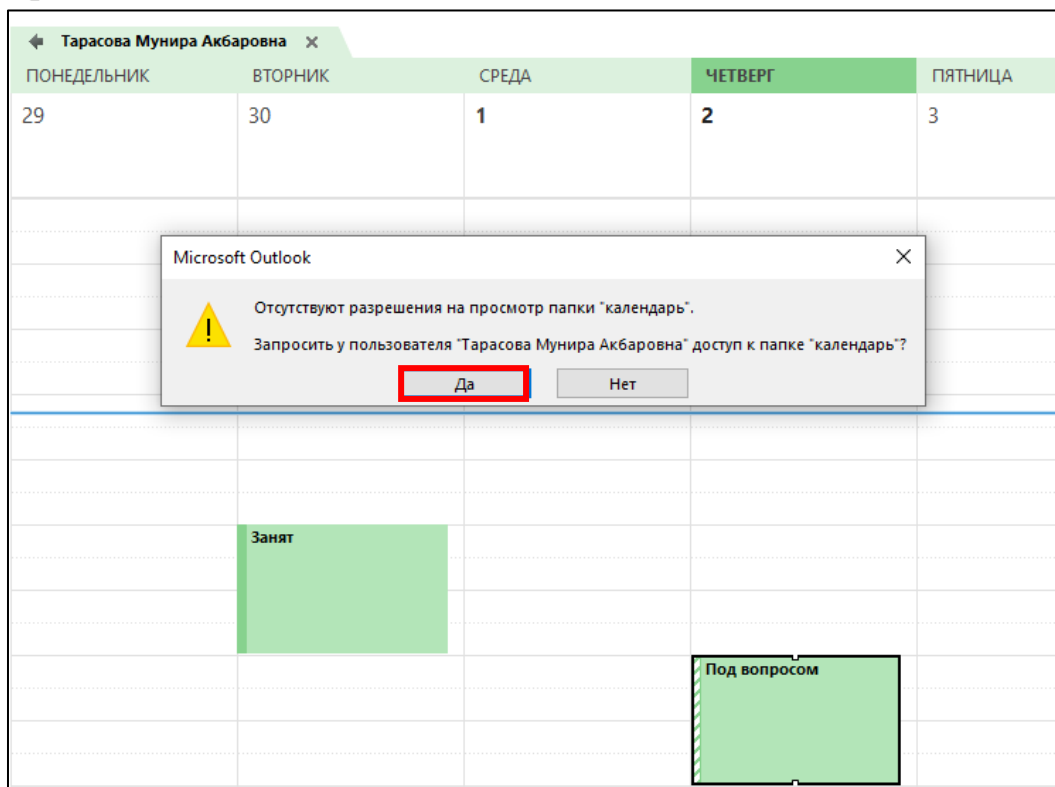 Тарасова Мунира Акбаровна
ПОНЕДЕЛЬНИК ВТОРНИК СРЕДА ЧЕТВЕРГ ПЯТНИЦА
29 30 1 2 3
Microsoft Outlook
Отсутствуют разрешения на просмотр папки "календарь".
Запросить у пользователя "Тарасова Мунира Акбаровна" доступ к папке "календарь"?
Да Нет
Занят
Под вопросом